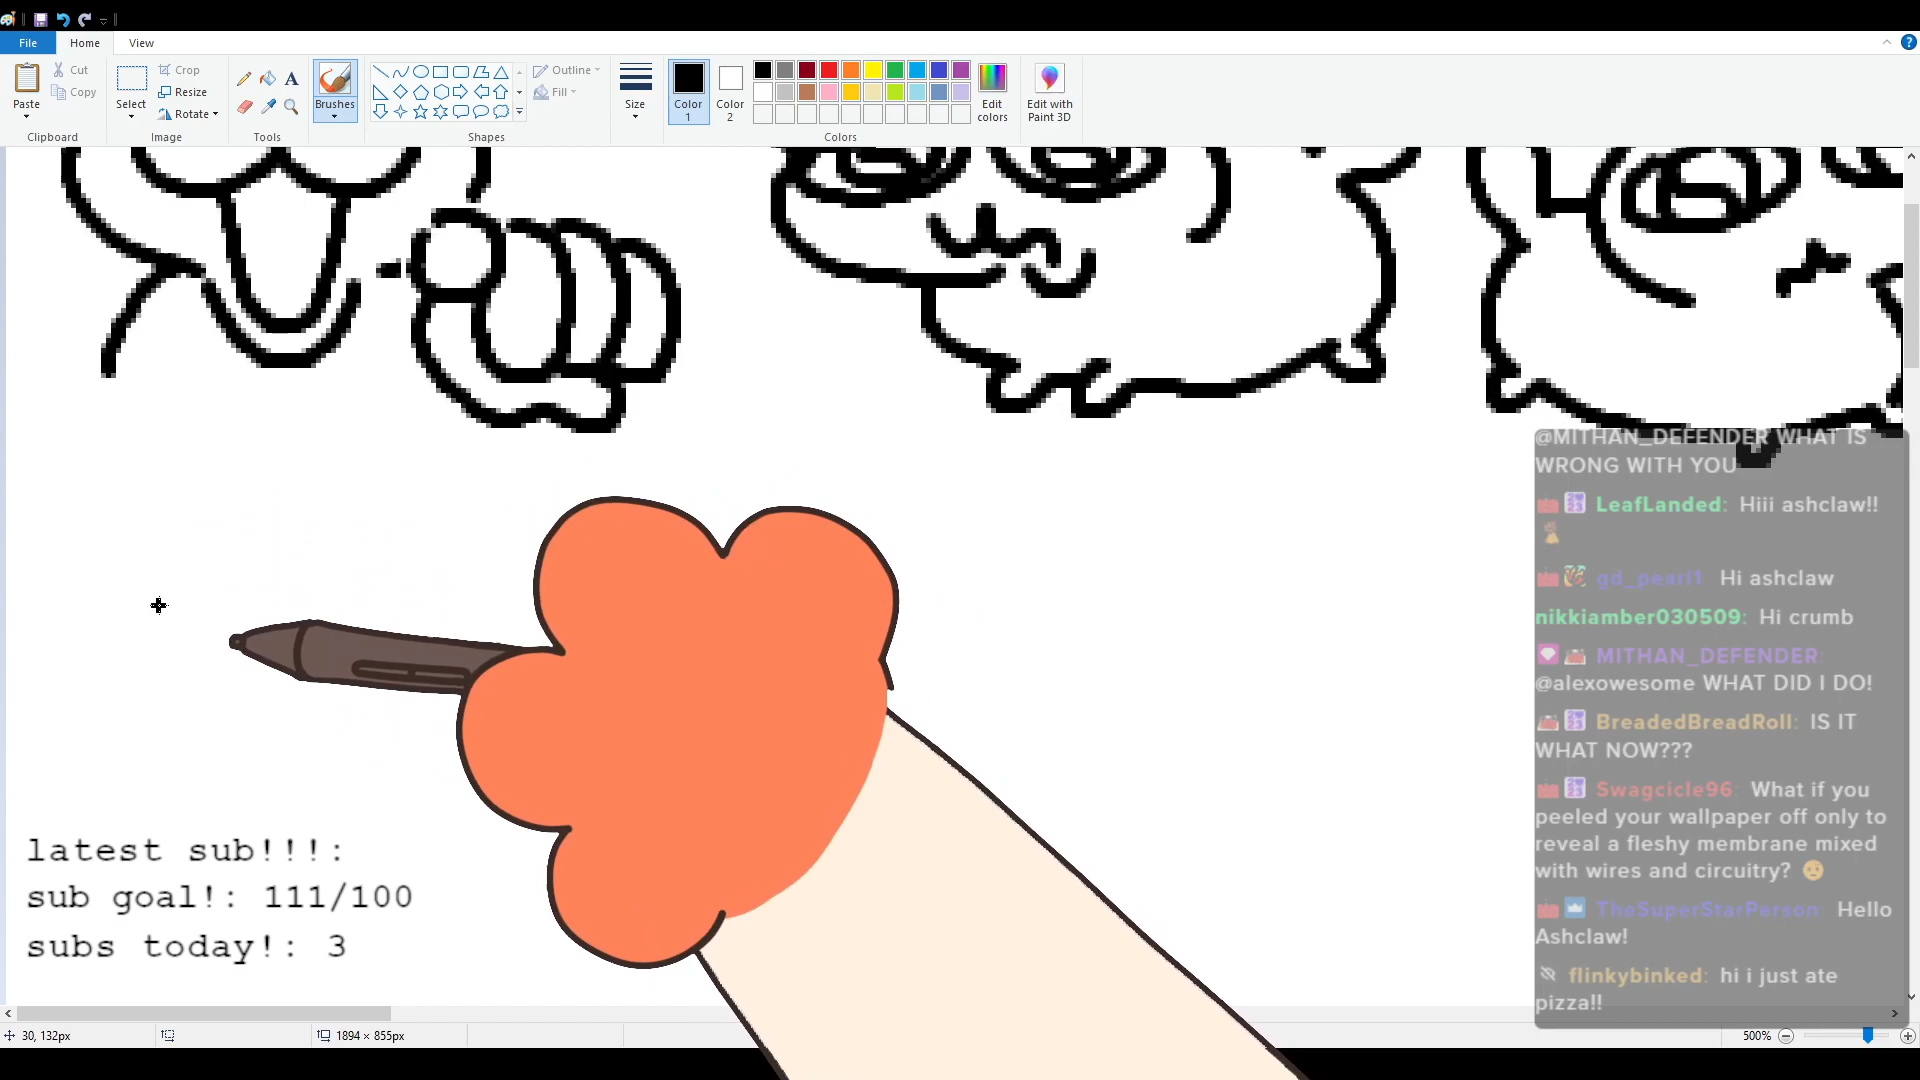 File Home View
Paste
Cut
Copy
Clipboard
Select
Crop
Resize
Rotate
Image
A
Tools
Brushes
Outline
Fill
Shapes
Size
Color 1
Color 2
Edit colors
Colors
Edit with Paint 3D
@MITHAN_DEFENDER WHAT IS
WRONG WITH YOU
LeafLanded: Hiii ashclaw!!
gd_pearl1 Hi ashclaw
nikkiamber030509: Hi crumb
MITHAN_DEFENDER:
@alexowesome WHAT DID I DO!
BreadedBreadRoll: IS IT
WHAT NOW???
Swagcicle96: What if you
peeled your wallpaper off only to
reveal a fleshy membrane mixed
with wires and circuitry?
TheSuperStarPerson: Hello
Ashclaw!
flinkybinked: hi i just ate
pizza!!
latest sub!!!:
sub goal!: 111/100
subs today!: 3
30, 132px
1894 × 855px
500%